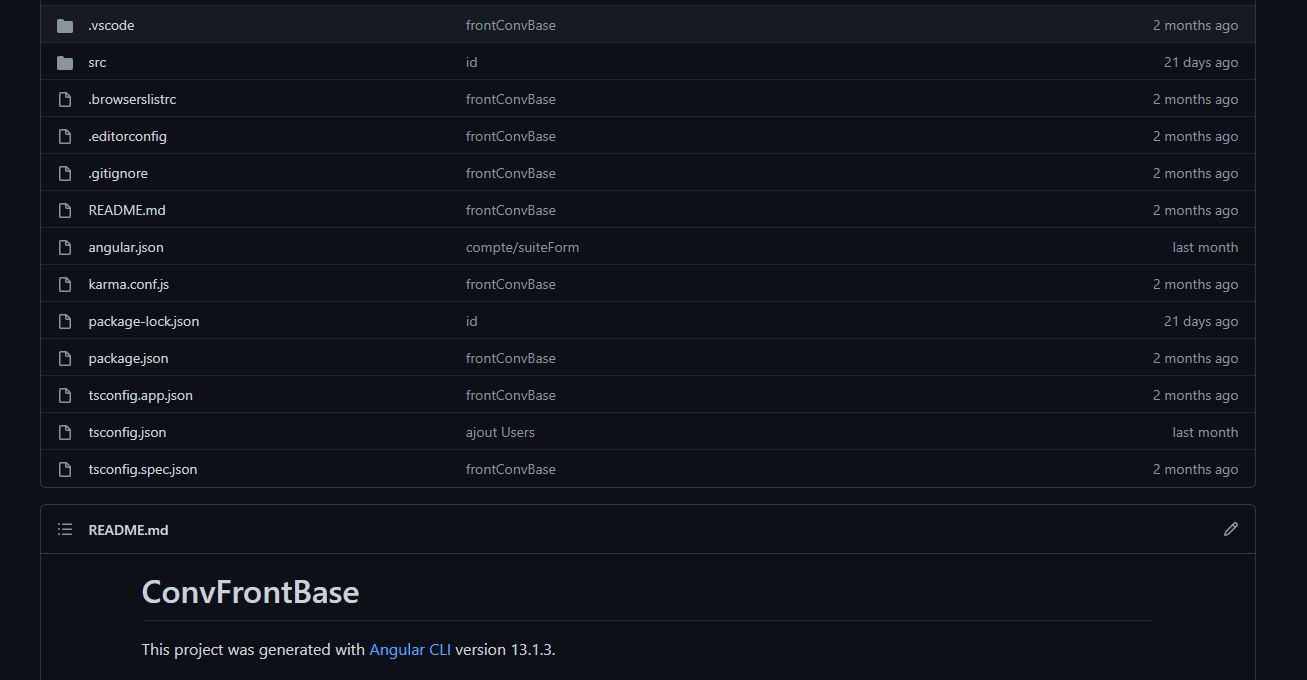 .vscode frontConvBase 2 months ago
src id 21 days ago
.browserslistrc frontConvBase 2 months ago
.editorconfig frontConvBase 2 months ago
.gitignore frontConvBase 2 months ago
README.md frontConvBase 2 months ago
angular.json compte/suiteForm last month
karma.conf.js frontConvBase 2 months ago
package-lock.json id 21 days ago
package.json frontConvBase 2 months ago
tsconfig.app.json frontConvBase 2 months ago
tsconfig.json ajout Users last month
tsconfig.spec.json frontConvBase 2 months ago
README.md
ConvFrontBase
This project was generated with Angular CLI version 13.1.3.